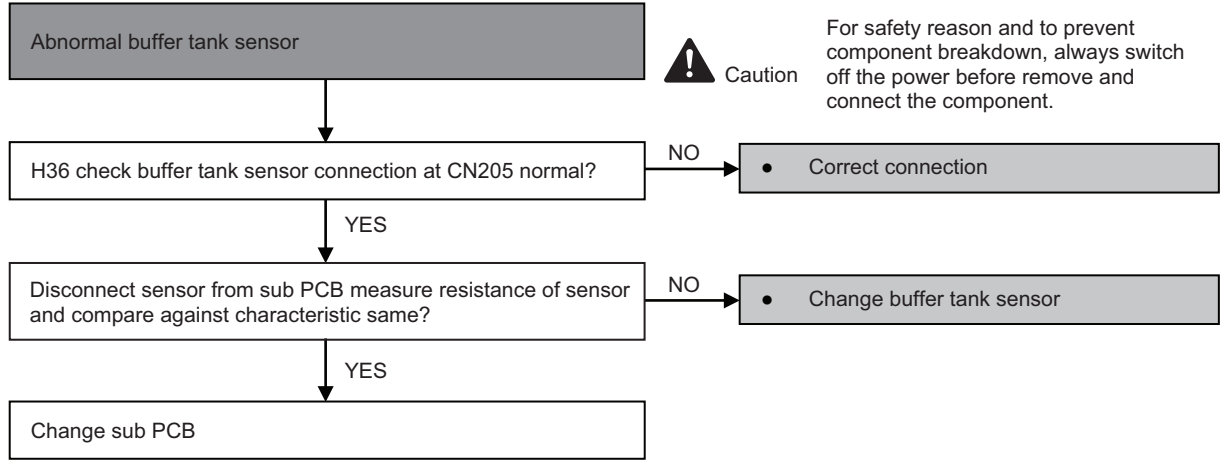 Abnormal buffer tank sensor
Caution
For safety reason and to prevent
component breakdown, always switch
off the power before remove and
connect the component.
H36 check buffer tank sensor connection at CN205 normal?
NO
● Correct connection
YES
Disconnect sensor from sub PCB measure resistance of sensor
and compare against characteristic same?
NO
● Change buffer tank sensor
YES
Change sub PCB